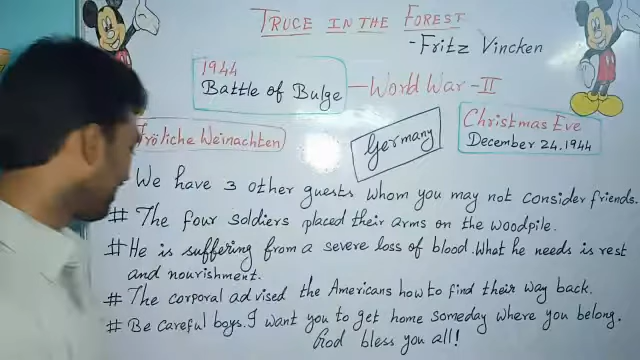 TRUCE IN THE FOREST
- Fritz Vincken
1944
Battle of Bulge — World War - II
Christmas Eve
December 24, 1944
Fröliche Weinachten
Germany
We have 3 other guests whom you may not consider friends.
# The four soldiers placed their arms on the woodpile.
# He is suffering from a severe loss of blood. What he needs is rest
and nourishment.
# The corporal advised the Americans how to find their way back.
# Be careful boys. I want you to get home someday where you belong.
God bless you all!